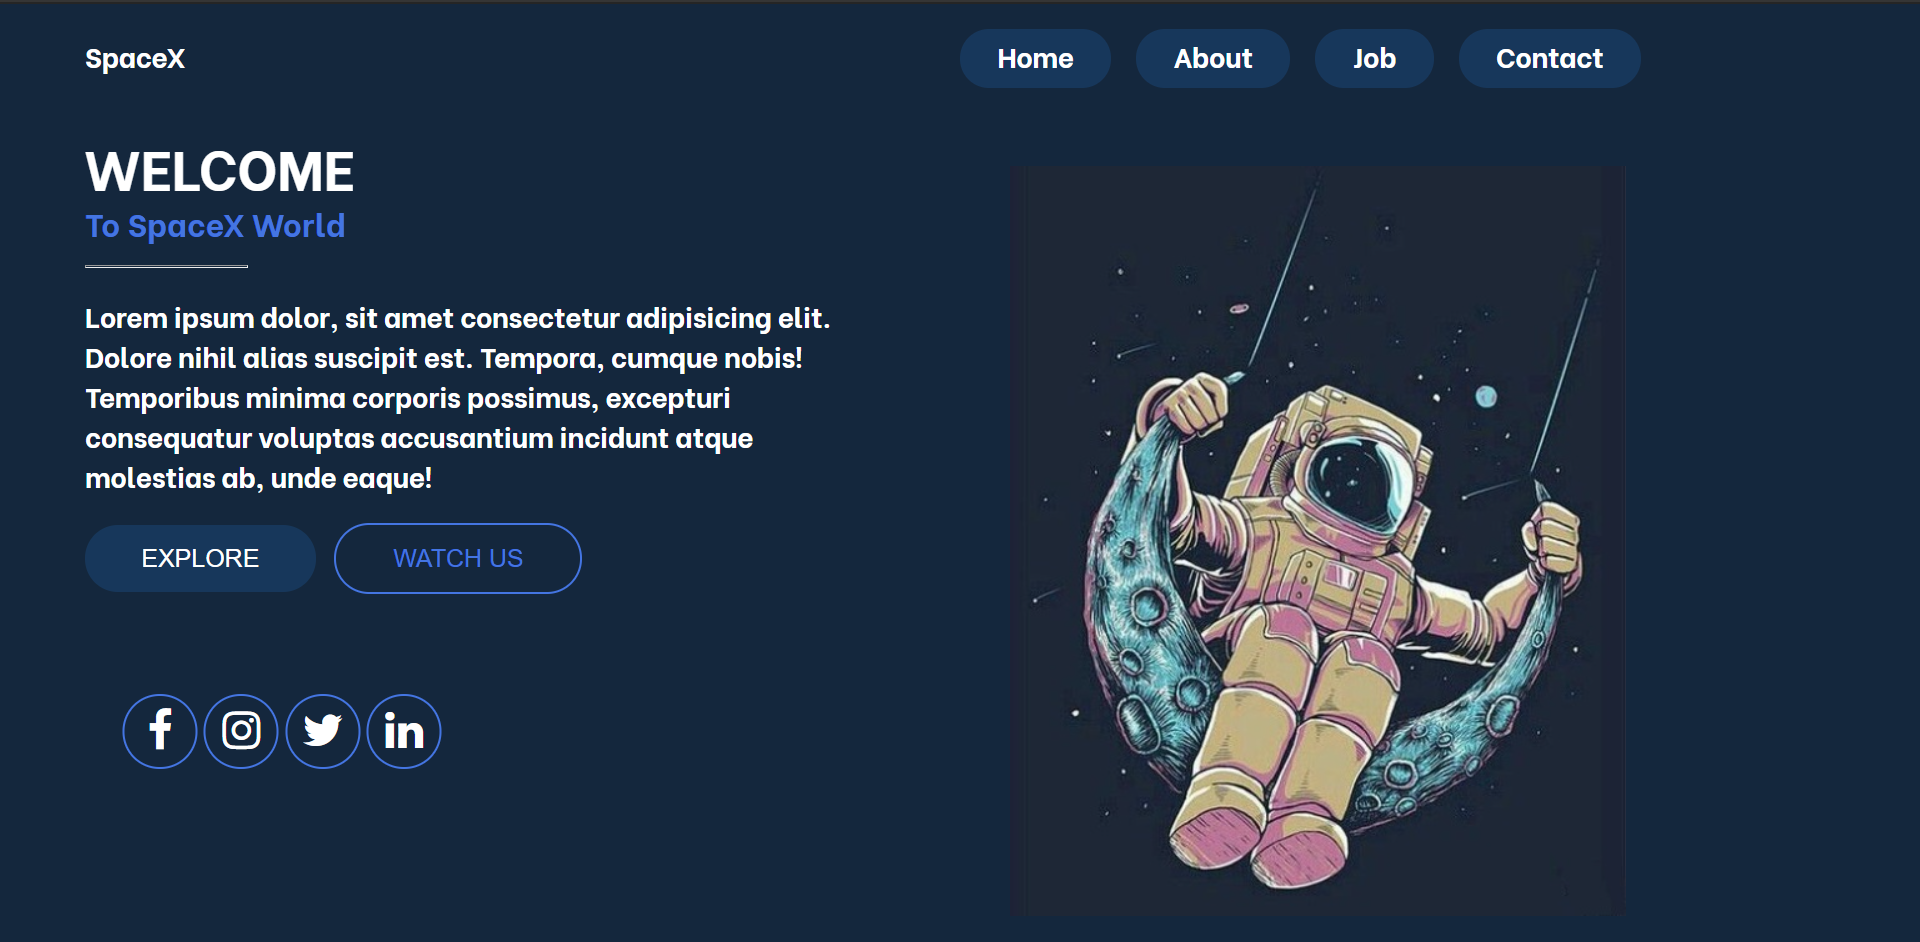 SpaceX
Home
About
Job
Contact
WELCOME
To SpaceX World
Lorem ipsum dolor, sit amet consectetur adipisicing elit.
Dolore nihil alias suscipit est. Tempora, cumque nobis!
Temporibus minima corporis possimus, excepturi
consequatur voluptas accusantium incidunt atque
molestias ab, unde eaque!
EXPLORE
WATCH US